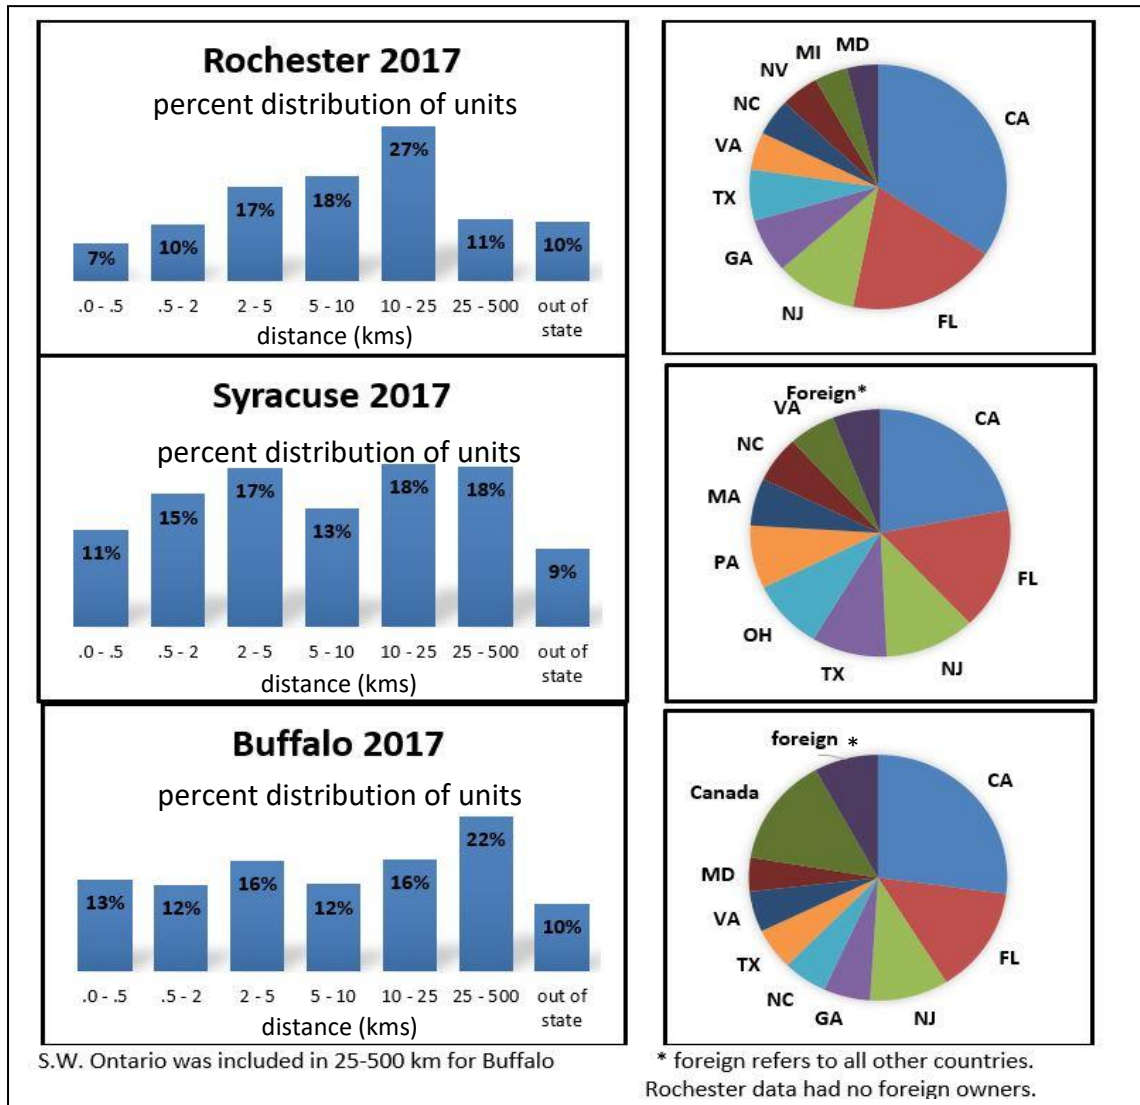 Rochester 2017
percent distribution of units
7%
10%
17%
18%
27%
11%
10%
.0 - .5
.5 - 2
2 - 5
5 - 10
10 - 25
25 - 500
out of
state
distance (kms)
MD
MI
NV
NC
VA
TX
GA
NJ
FL
CA
Syracuse 2017
percent distribution of units
11%
15%
17%
13%
18%
18%
9%
.0 - .5
.5 - 2
2 - 5
5 - 10
10 - 25
25 - 500
out of
state
distance (kms)
Foreign*
VA
NC
MA
PA
OH
TX
NJ
FL
CA
Buffalo 2017
percent distribution of units
13%
12%
16%
12%
16%
22%
10%
.0 - .5
.5 - 2
2 - 5
5 - 10
10 - 25
25 - 500
out of
state
distance (kms)
foreign *
Canada
MD
VA
TX
NC
GA
NJ
FL
CA
S.W. Ontario was included in 25-500 km for Buffalo
* foreign refers to all other countries.
Rochester data had no foreign owners.